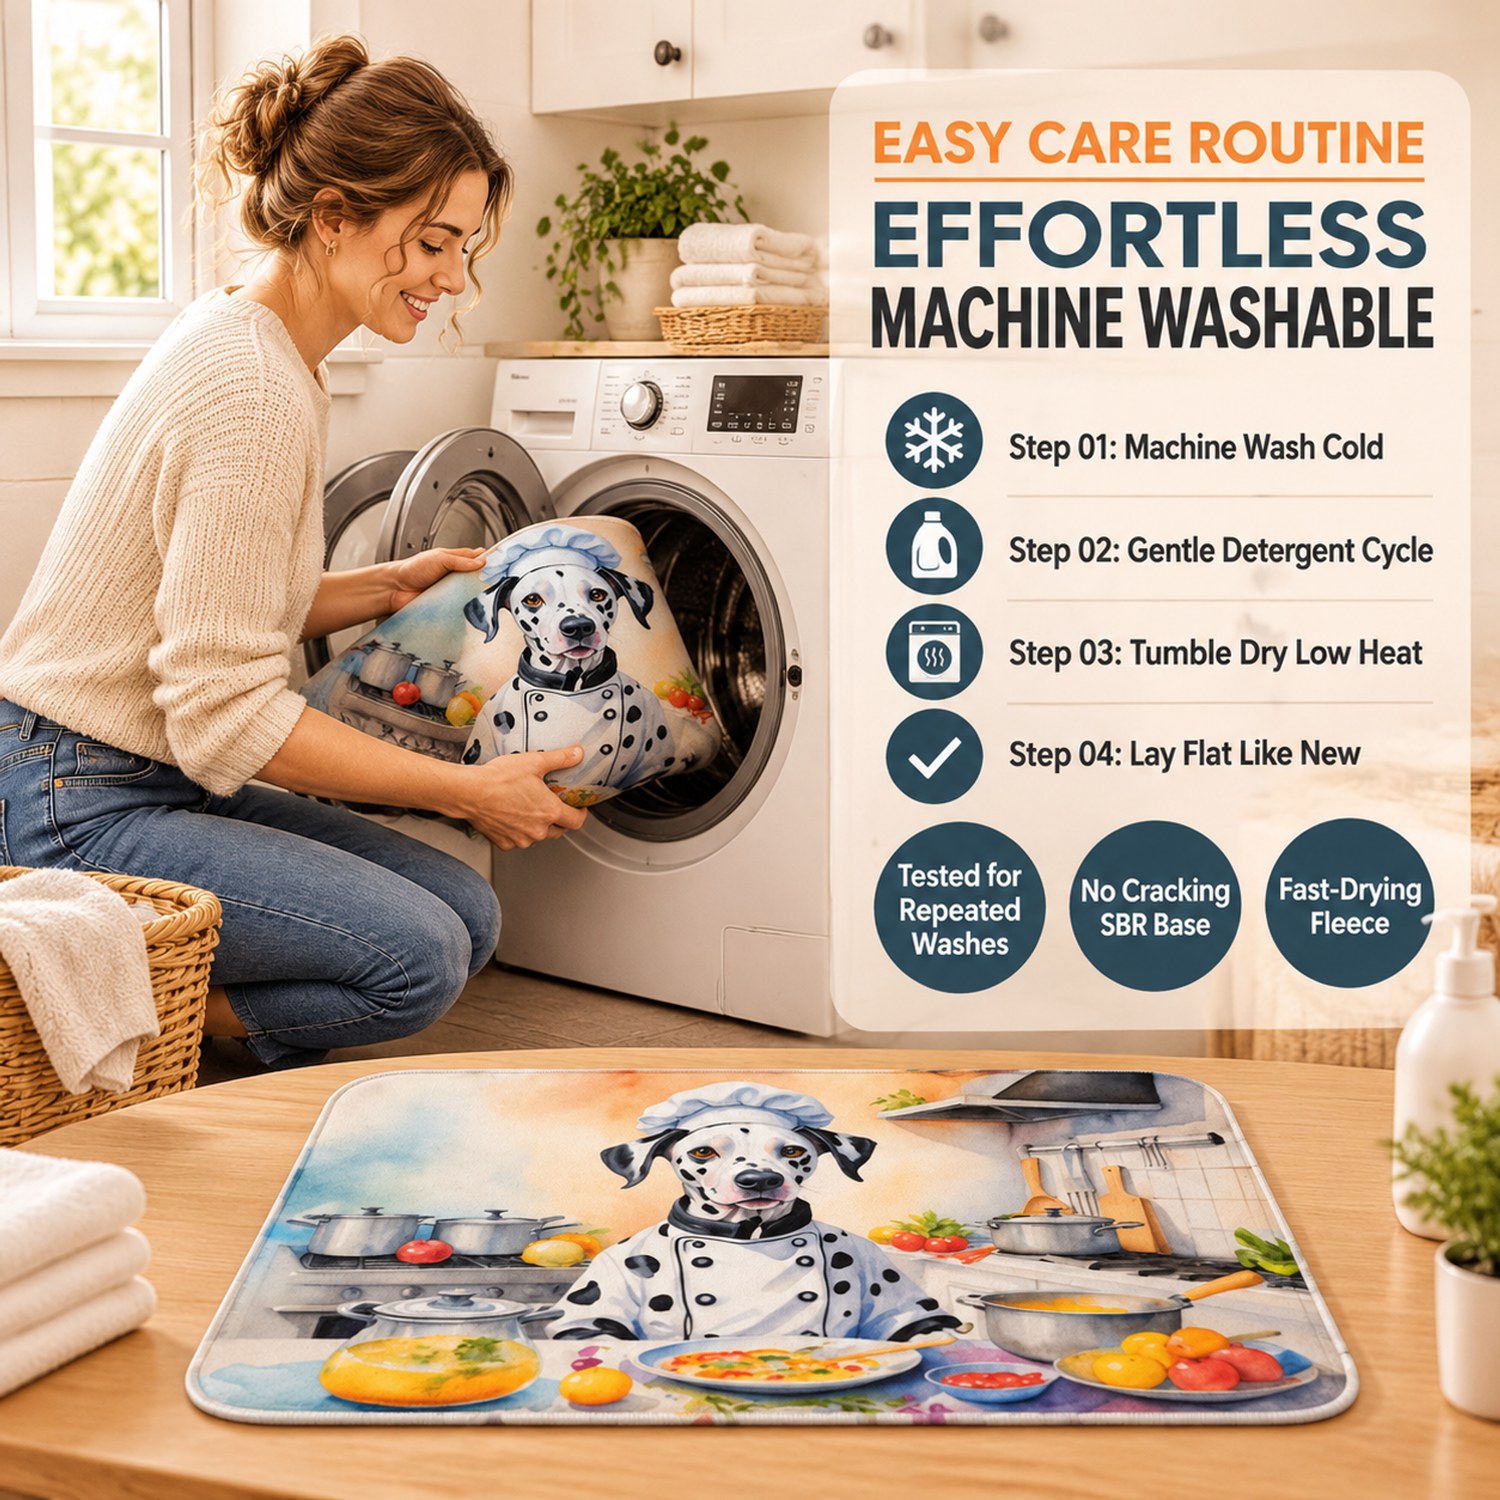 EASY CARE ROUTINE
EFFORTLESS
MACHINE WASHABLE
Step 01: Machine Wash Cold
Step 02: Gentle Detergent Cycle
Step 03: Tumble Dry Low Heat
Step 04: Lay Flat Like New
Tested for
Repeated
Washes
No Cracking
SBR Base
Fast-Drying
Fleece